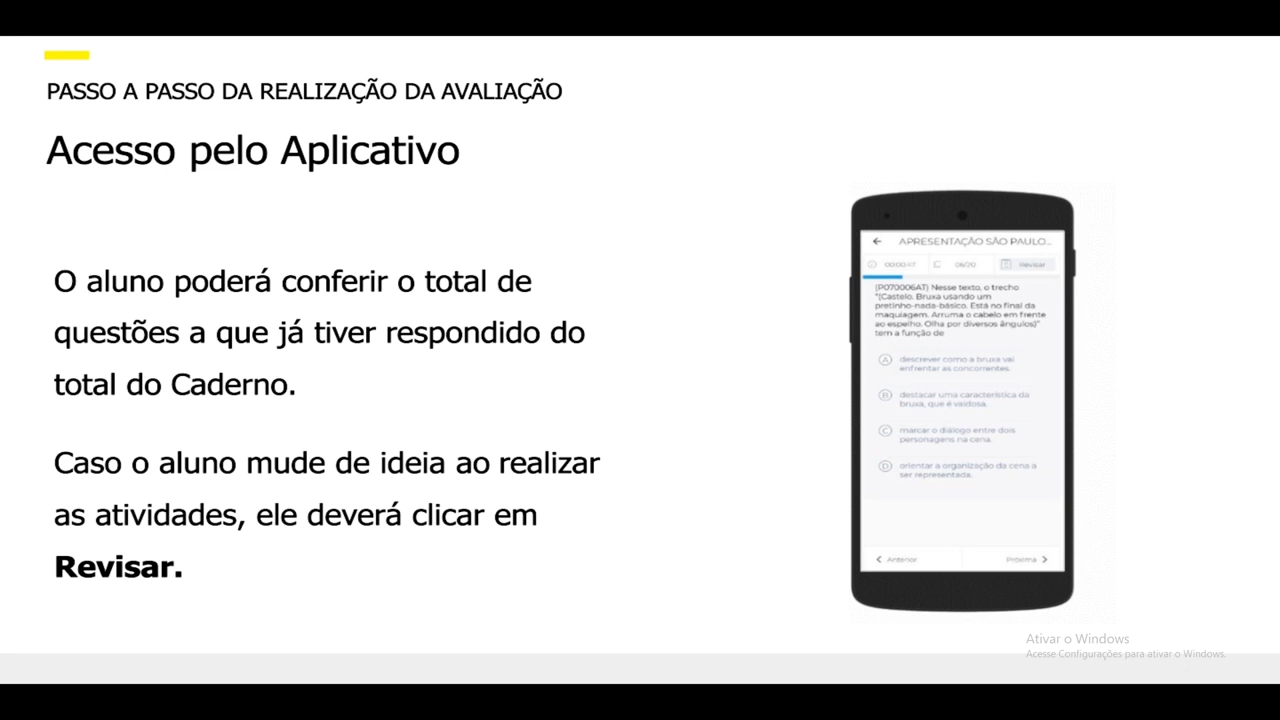 PASSO A PASSO DA REALIZAÇÃO DA AVALIAÇÃO
Acesso pelo Aplicativo
O aluno poderá conferir o total de
questões a que já tiver respondido do
total do Caderno.
Caso o aluno mude de ideia ao realizar
as atividades, ele deverá clicar em
Revisar.
APRESENTAÇÃO SÃO PAULO...
00:00:47
08/20
Revisar
(P070006AT) Nesse texto, o trecho
"(Castelo. Bruxa usando um
pretinho-nada-básico. Está no final da
maquiagem. Arruma o cabelo em frente
ao espelho. Olha por diversos ângulos)"
tem a função de
A descrever como a bruxa vai
enfrentar as concorrentes.
B destacar uma característica da
bruxa, que é vaidosa.
C marcar o diálogo entre dois
personagens na cena.
D orientar a organização da cena a
ser representada.
Anterior
Próxima
Ativar o Windows
Acesse Configurações para ativar o Windows.